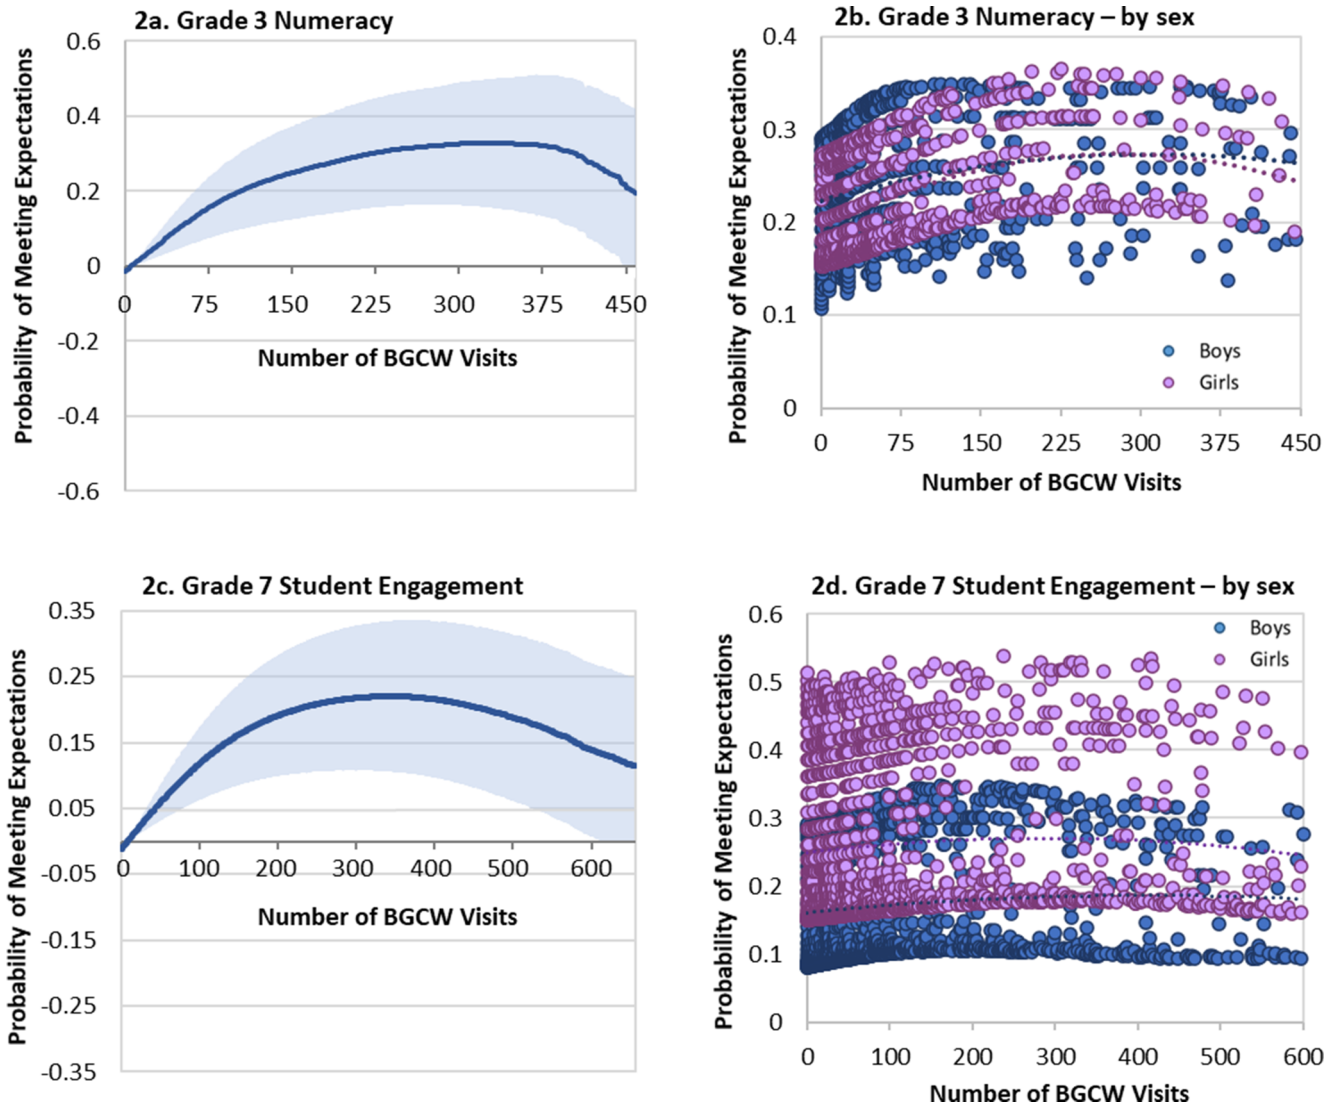 2a. Grade 3 Numeracy
Probability of Meeting Expectations
0.6
0.4
0.2
0
-0.2
-0.4
-0.6
0 75 150 225 300 375 450
Number of BGCW Visits
2b. Grade 3 Numeracy – by sex
Probability of Meeting Expectations
0.4
0.3
0.2
0.1
0
Boys
Girls
0 75 150 225 300 375 450
Number of BGCW Visits
2c. Grade 7 Student Engagement
Probability of Meeting Expectations
0.35
0.25
0.15
0.05
-0.05
-0.15
-0.25
-0.35
0 100 200 300 400 500 600
Number of BGCW Visits
2d. Grade 7 Student Engagement – by sex
Probability of Meeting Expectations
0.6
0.5
0.4
0.3
0.2
0.1
0
Boys
Girls
0 100 200 300 400 500 600
Number of BGCW Visits